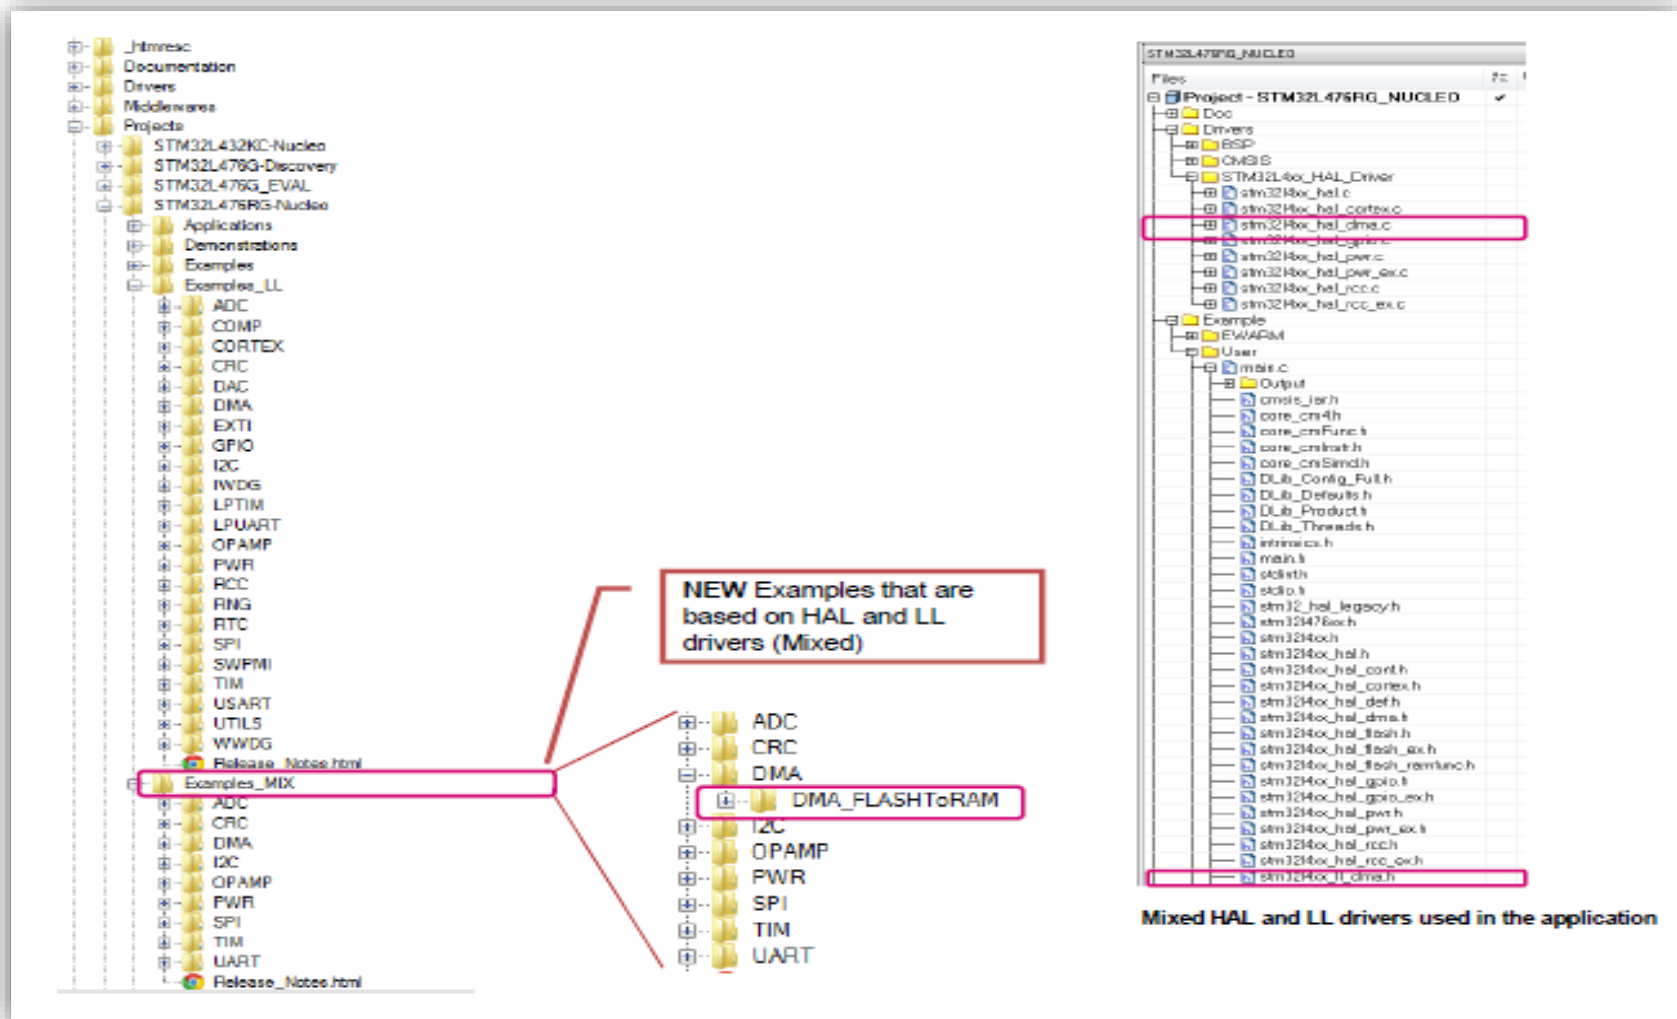 _htmresc
Documentation
Drivers
Middlewares
Projects
STM32L432KC-Nucleo
STM32L476G-Discovery
STM32L476G_EVAL
STM32L476RG-Nucleo
Applications
Demonstrations
Examples
Examples_LL
ADC
COMP
CORTEX
CRC
DAC
DMA
EXTI
GPIO
I2C
IWDG
LPTIM
LPUART
OPAMP
PWR
RCC
RNG
RTC
SPI
SWPMI
TIM
USART
UTILS
WWDG
Release_Notes.html
Examples_MIX
ADC
CRC
DMA
I2C
OPAMP
PWR
SPI
TIM
UART
Release_Notes.html
NEW Examples that are
based on HAL and LL
drivers (Mixed)
ADC
CRC
DMA
DMA_FLASHToRAM
I2C
OPAMP
PWR
SPI
TIM
UART
STM32L476RG_NUCLEO
Files
Project - STM32L476RG_NUCLEO
Doc
Drivers
BSP
CMSIS
STM32L4xx_HAL_Driver
stm32l4xx_hal.c
stm32l4xx_hal_cortex.c
stm32l4xx_hal_dma.c
stm32l4xx_hal_gpio.c
stm32l4xx_hal_pwr.c
stm32l4xx_hal_pwr_ex.c
stm32l4xx_hal_rcc.c
stm32l4xx_hal_rcc_ex.c
Example
EWARM
User
main.c
Output
cmsis_iar.h
core_cm4.h
core_cmFunc.h
core_cmInstr.h
core_cmSimd.h
DLib_Config_Full.h
DLib_Defaults.h
DLib_Product.h
DLib_Threads.h
intrinsics.h
main.h
stdint.h
stdio.h
stm32_hal_legacy.h
stm32l476xx.h
stm32l4xx.h
stm32l4xx_hal.h
stm32l4xx_hal_conf.h
stm32l4xx_hal_cortex.h
stm32l4xx_hal_def.h
stm32l4xx_hal_dma.h
stm32l4xx_hal_flash.h
stm32l4xx_hal_flash_ex.h
stm32l4xx_hal_flash_ramfunc.h
stm32l4xx_hal_gpio.h
stm32l4xx_hal_gpio_ex.h
stm32l4xx_hal_pwr.h
stm32l4xx_hal_pwr_ex.h
stm32l4xx_hal_rcc.h
stm32l4xx_hal_rcc_ex.h
stm32l4xx_ll_dma.h
Mixed HAL and LL drivers used in the application